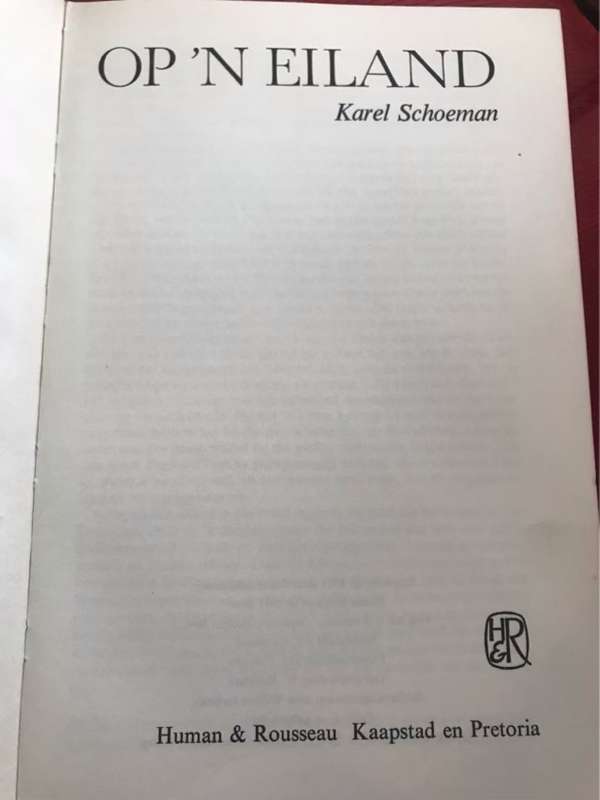 OP 'N EILAND
Karel Schoeman
H
&R
Human & Rousseau Kaapstad en Pretoria